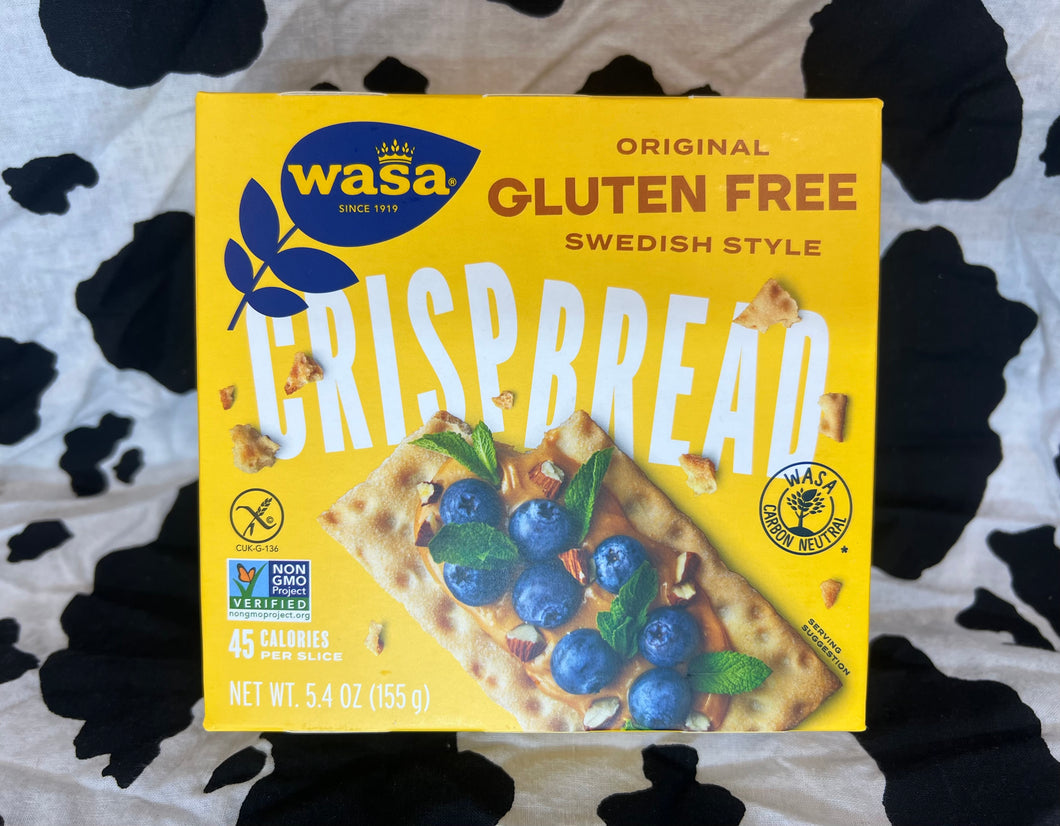 wasa®
SINCE 1919
ORIGINAL
GLUTEN FREE
SWEDISH STYLE
CRISPBREAD
WASA
CARBON NEUTRAL
*
©
CUK-G-136
NON
GMO
Project
VERIFIED
nongmoproject.org
45 CALORIES
PER SLICE
NET WT. 5.4 OZ (155 g)
SERVING
SUGGESTION